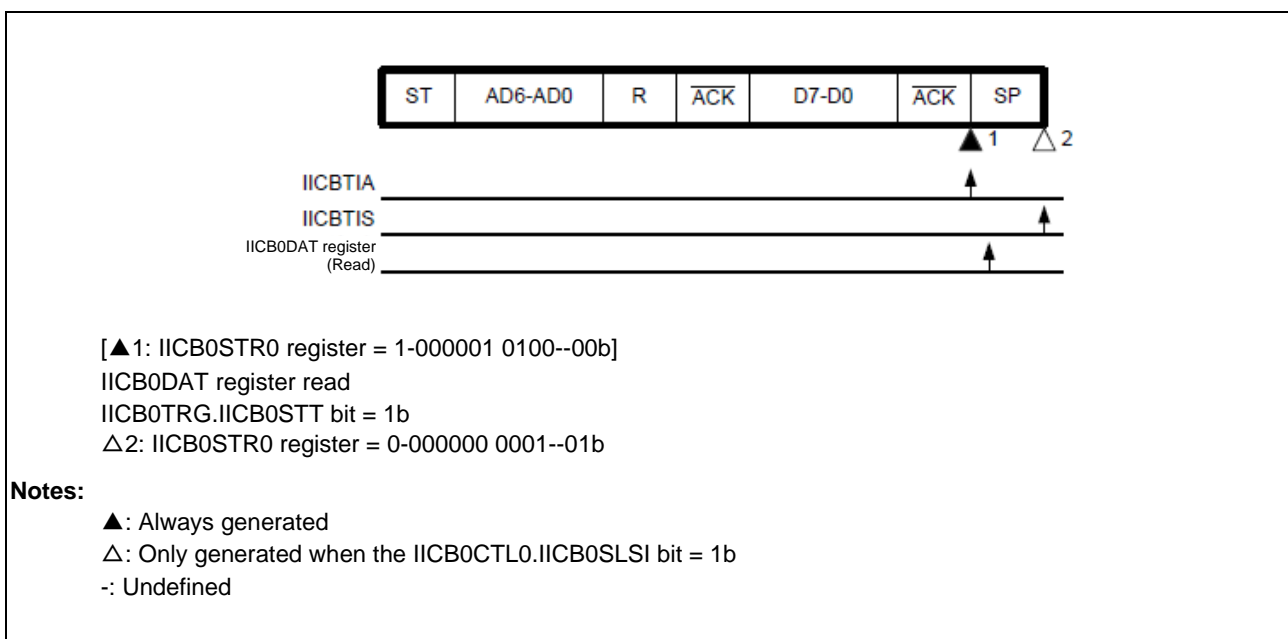 ST AD6-AD0 R ACK D7-D0 ACK SP
▲1 △2
IICBTIA
IICBTIS
IICB0DAT register
(Read)
[▲1: IICB0STR0 register = 1-000001 0100--00b]
IICB0DAT register read
IICB0TRG.IICB0STT bit = 1b
△2: IICB0STR0 register = 0-000000 0001--01b
Notes:
▲: Always generated
△: Only generated when the IICB0CTL0.IICB0SLSI bit = 1b
-: Undefined